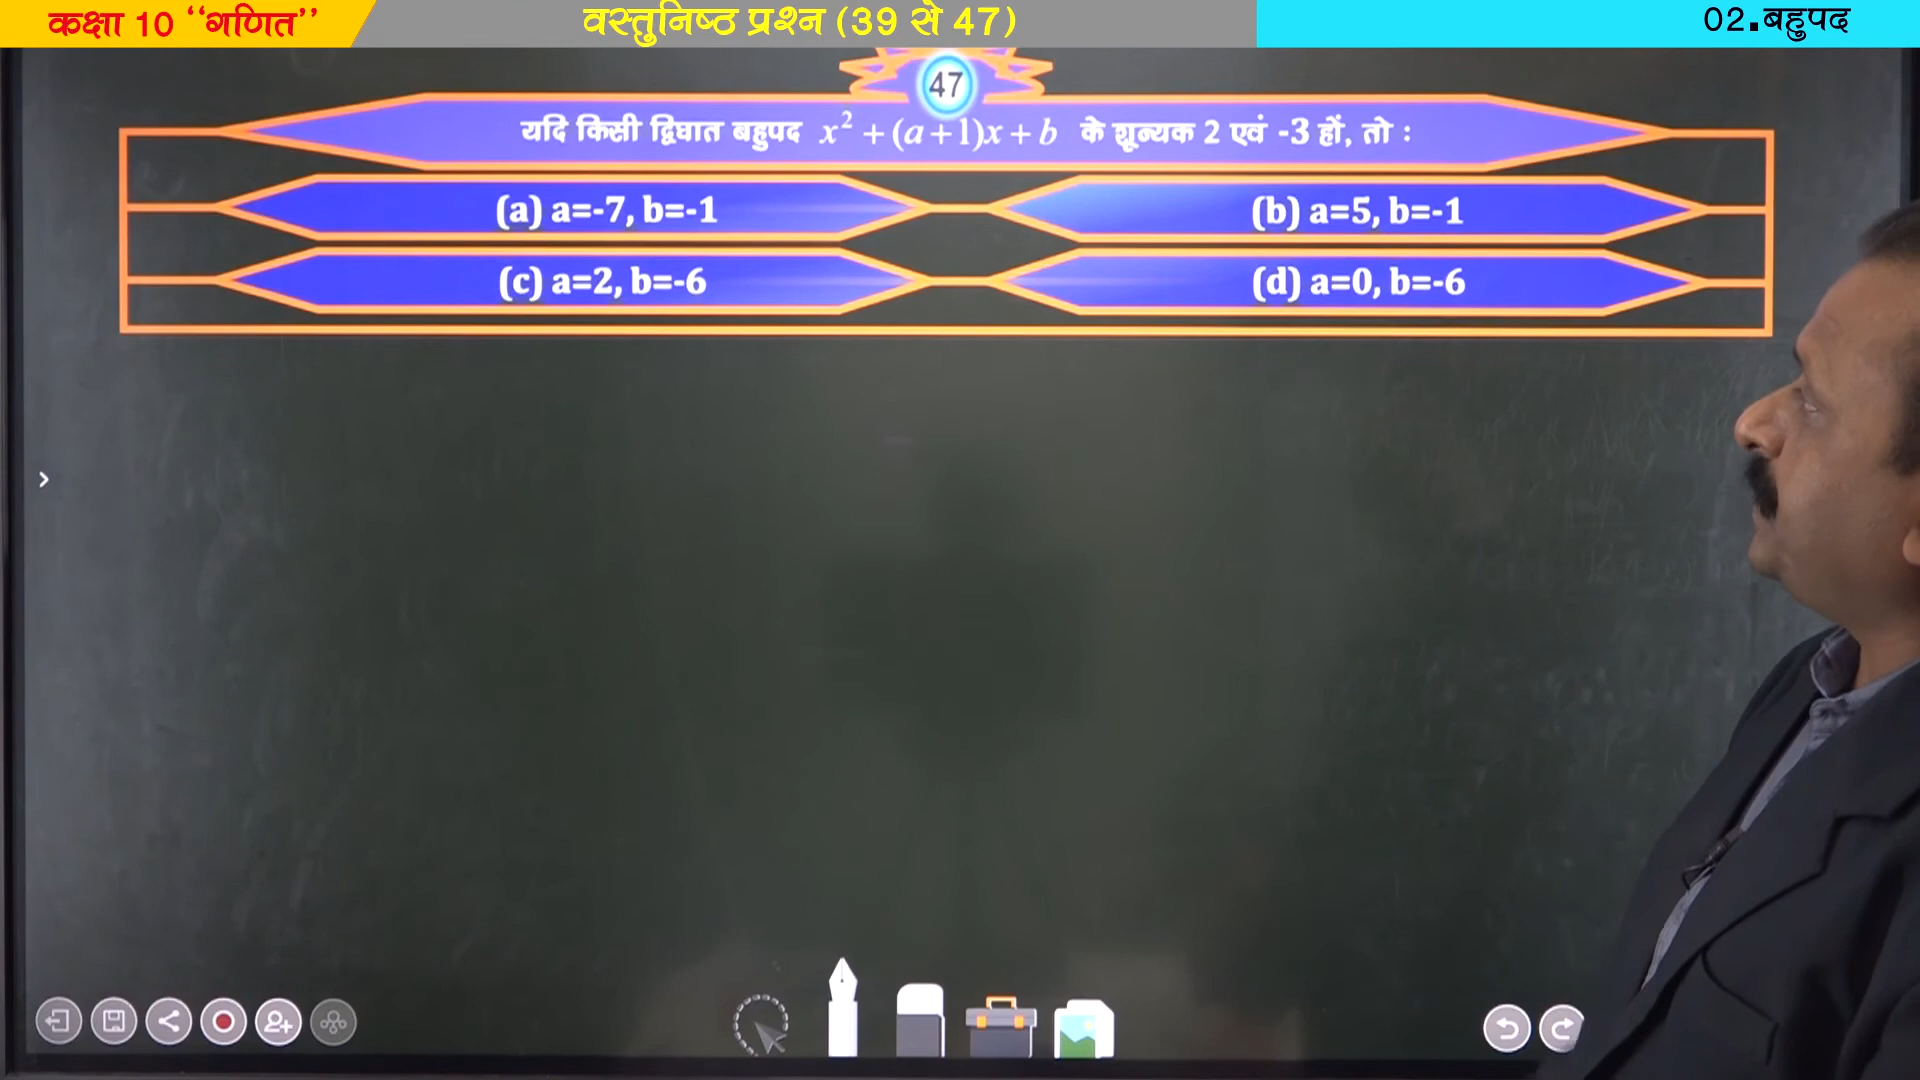 कक्षा 10 ‘‘गणित’’
वस्तुनिष्ठ प्रश्न (39 से 47)
02.बहुपद
47
यदि किसी द्विघात बहुपद x² + (a+1)x + b के शून्यक 2 एवं -3 हों, तो :
(a) a=-7, b=-1
(b) a=5, b=-1
(c) a=2, b=-6
(d) a=0, b=-6